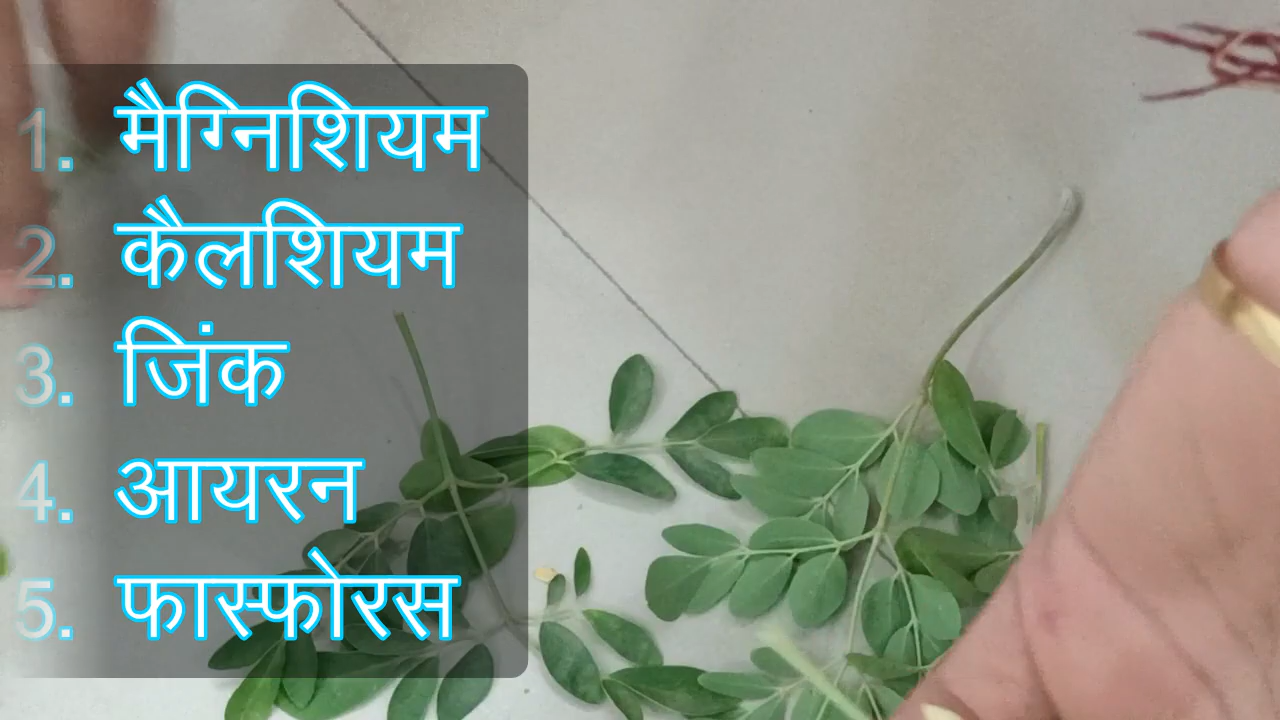 1. मैग्निशियम
2. कैलशियम
3. जिंक
4. आयरन
5. फास्फोरस